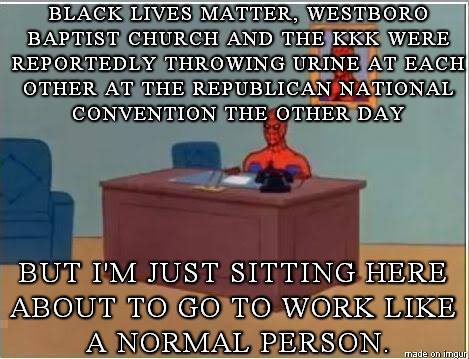 BLACK LIVES MATTER, WESTBORO
BAPTIST CHURCH AND THE KKK WERE
REPORTEDLY THROWING URINE AT EACH
OTHER AT THE REPUBLICAN NATIONAL
CONVENTION THE OTHER DAY
BUT I'M JUST SITTING HERE
ABOUT TO GO TO WORK LIKE
A NORMAL PERSON.
made on imgur